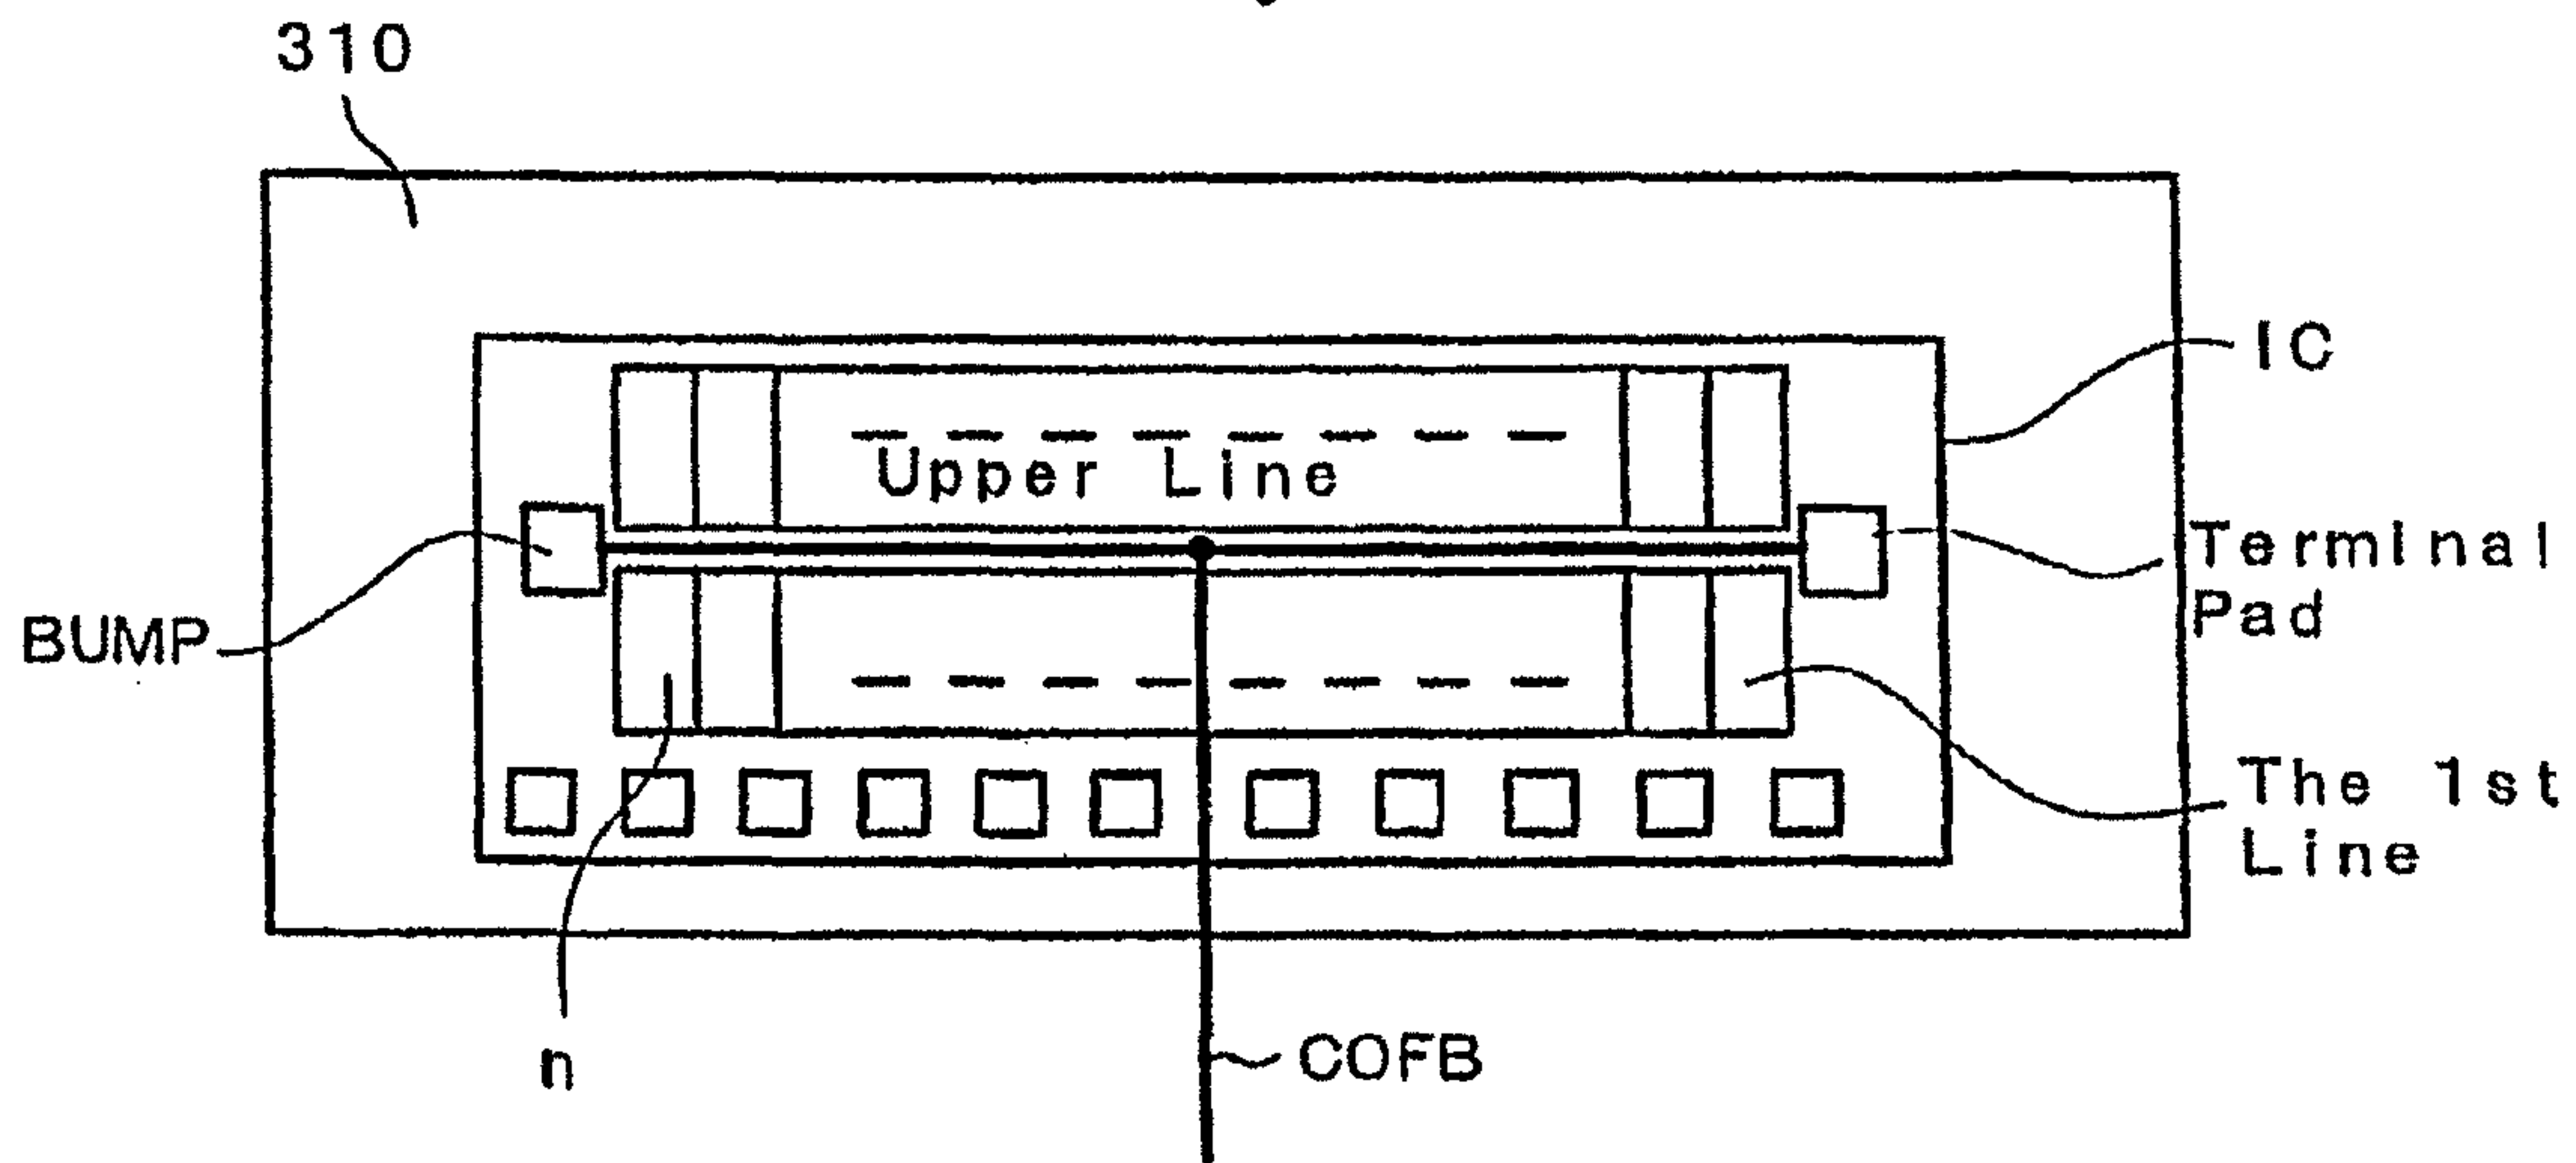 310
IC
Upper Line
Terminal
Pad
BUMP
The 1st
Line
n
COFB